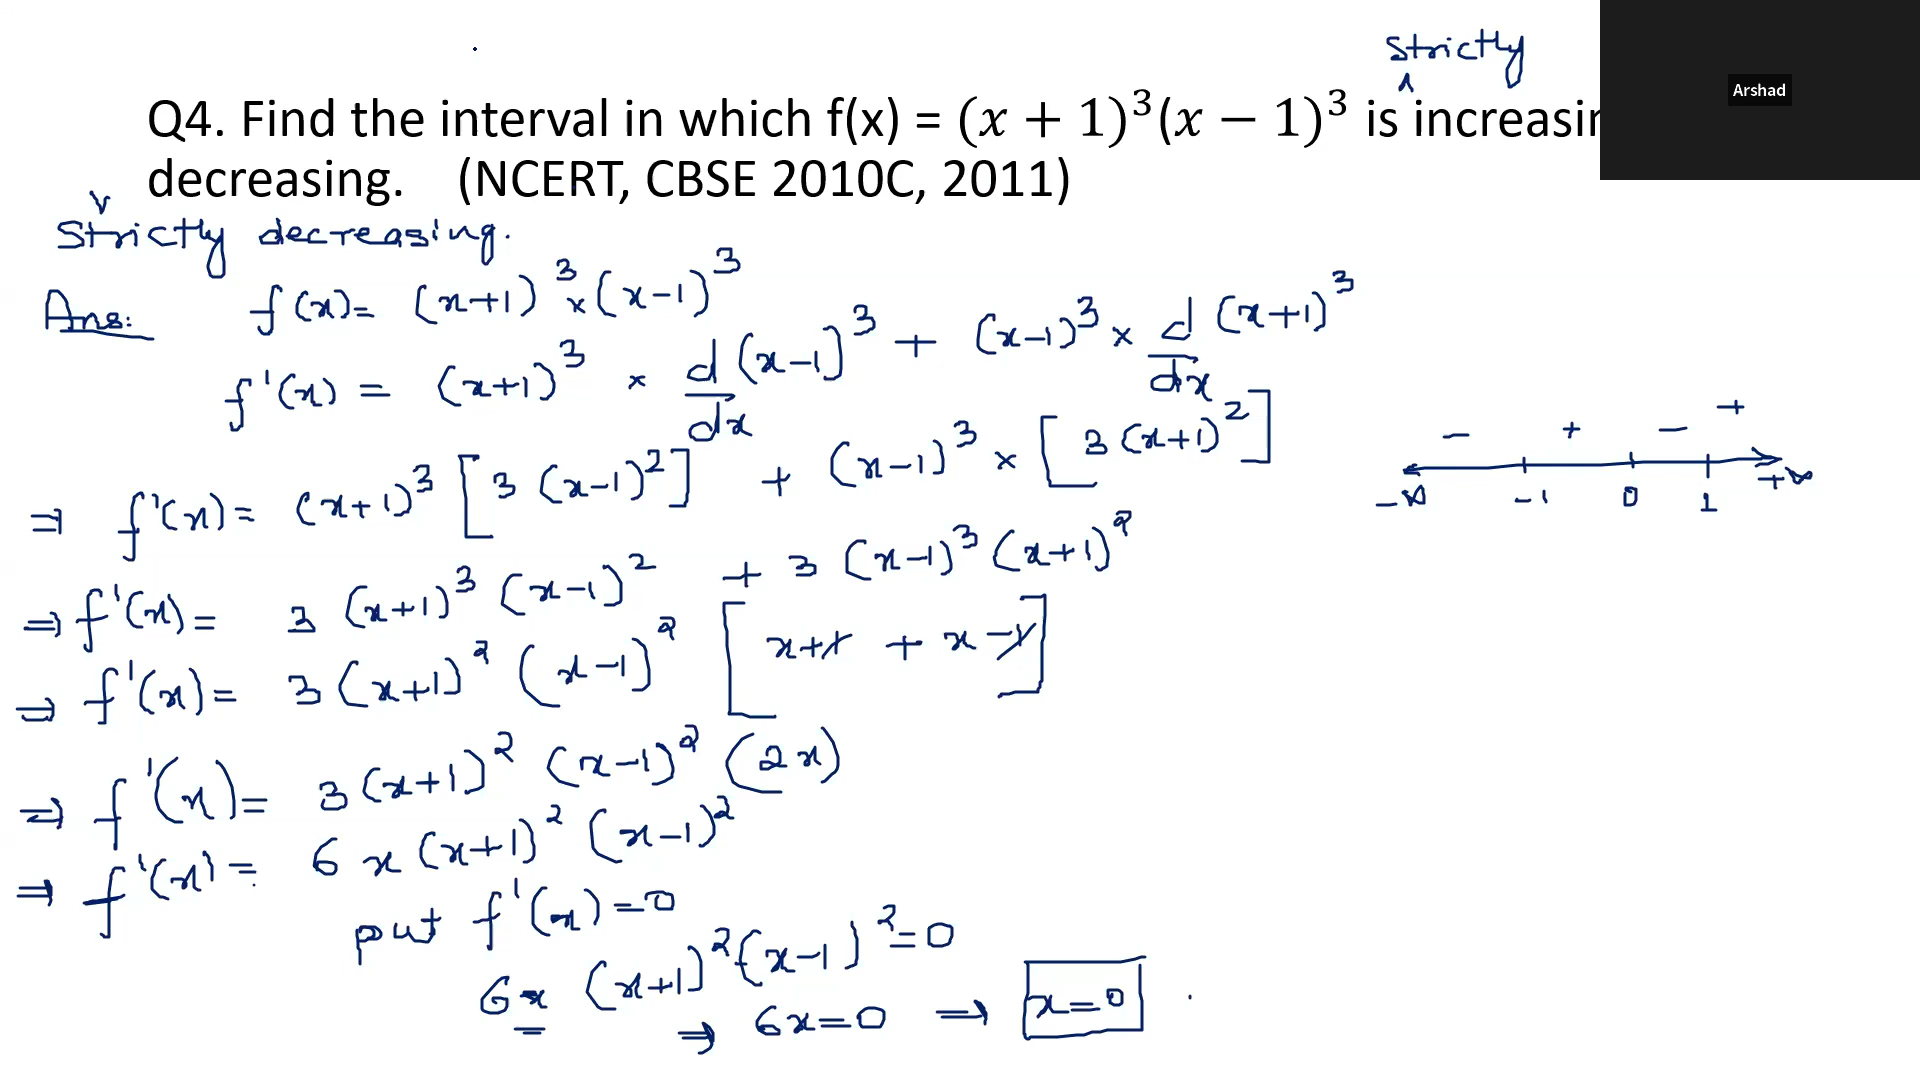 strictly
Arshad
Q4. Find the interval in which f(x) = (x + 1)³(x − 1)³ is increasin
decreasing. (NCERT, CBSE 2010C, 2011)
Strictly decreasing.
Ans: f(x) = (x+1)³ × (x-1)³
f'(x) = (x+1)³ × d/dx (x-1)³ + (x-1)³ × d/dx (x+1)³
⇒ f'(x) = (x+1)³ [3 (x-1)²] + (x-1)³ × [3 (x+1)²]
− + − +
-∞ -1 0 1 +∞
⇒ f'(x) = 3 (x+1)³ (x-1)² + 3 (x-1)³ (x+1)²
⇒ f'(x) = 3 (x+1)² (x-1)² [x+1 + x-1]
⇒ f'(x) = 3 (x+1)² (x-1)² (2x)
⇒ f'(x) = 6 x (x+1)² (x-1)²
put f'(x) = 0
6x (x+1)² (x-1)² = 0
⇒ 6x = 0 ⇒ x = 0